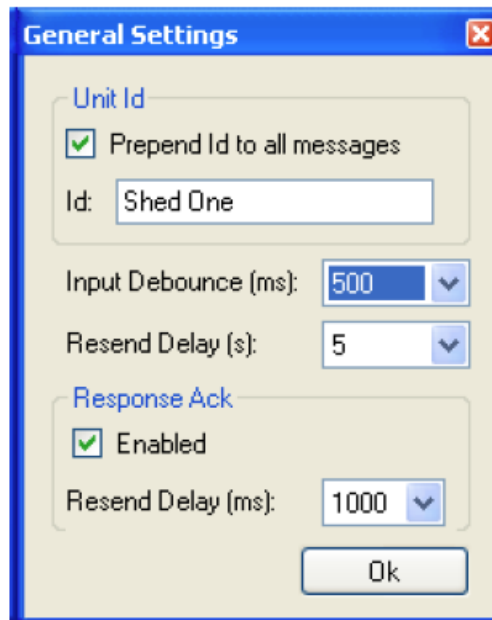 General Settings
Unit Id
Prepend Id to all messages
Id: Shed One
Input Debounce (ms): 500
Resend Delay (s): 5
Response Ack
Enabled
Resend Delay (ms): 1000
Ok